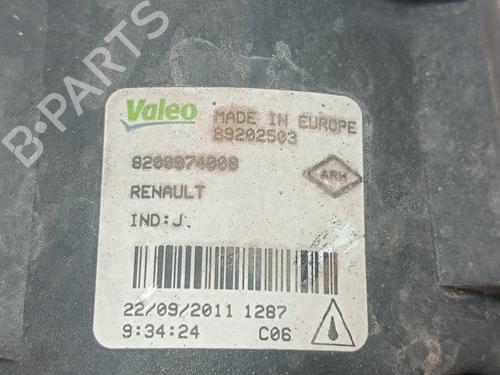 B-PARTS
Valeo
MADE IN EUROPE
89202503
8200074008
ARH
RENAULT
IND:J.
22/09/2011 1287
9:34:24 C06